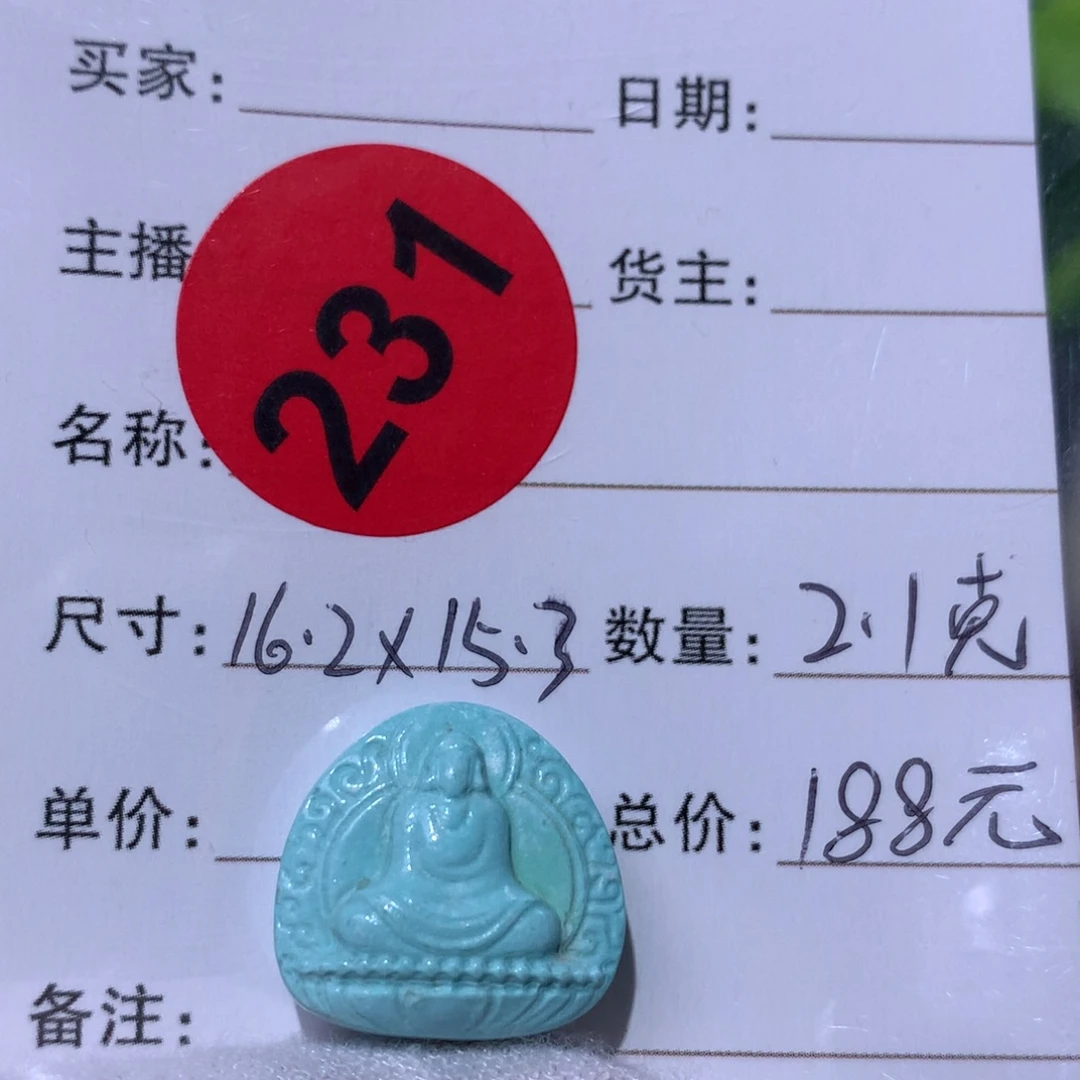 买家: 日期:
主播 货主:
231
名称:
尺寸: 16.2x15.3 数量: 2.1克
单价: 总价: 188元
备注: